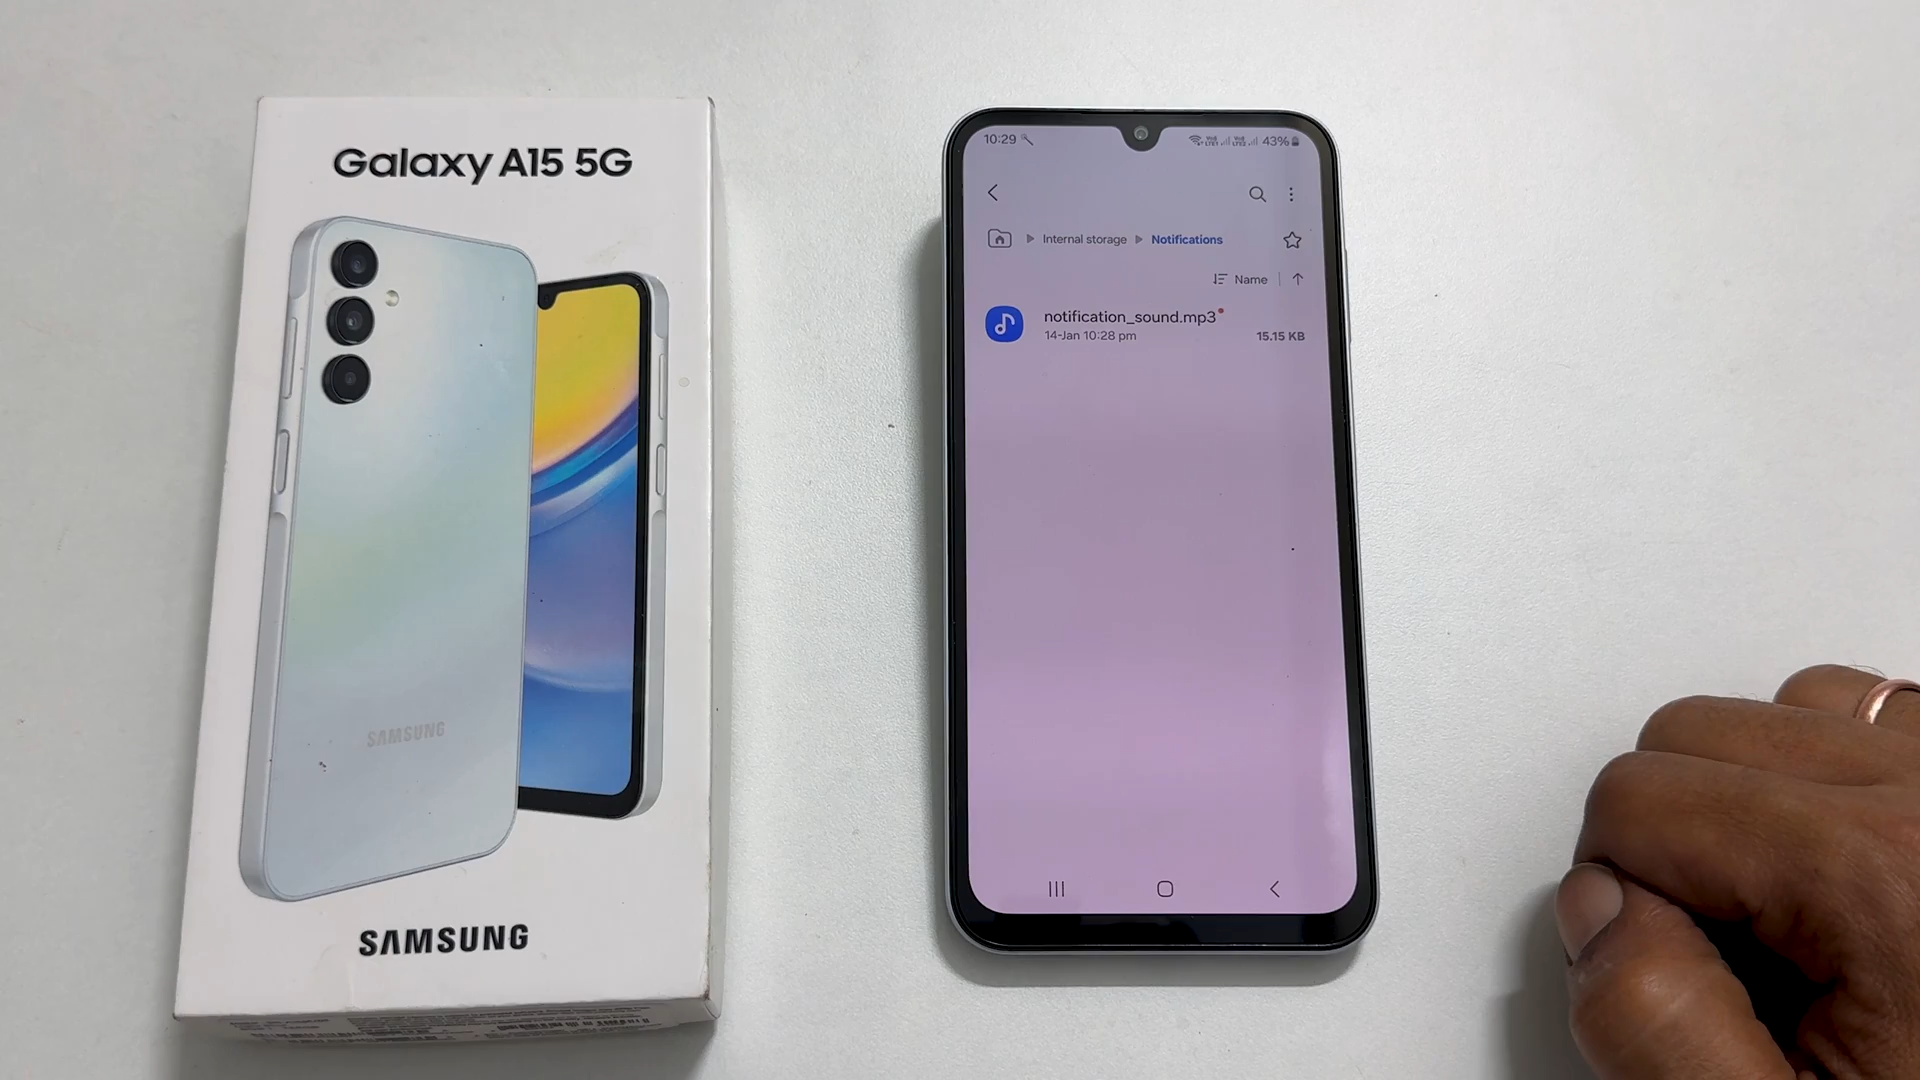 Galaxy A15 5G
SAMSUNG
SAMSUNG
10:29
43%
Internal storage
Notifications
Name
notification_sound.mp3
14-Jan 10:28 pm
15.15 KB